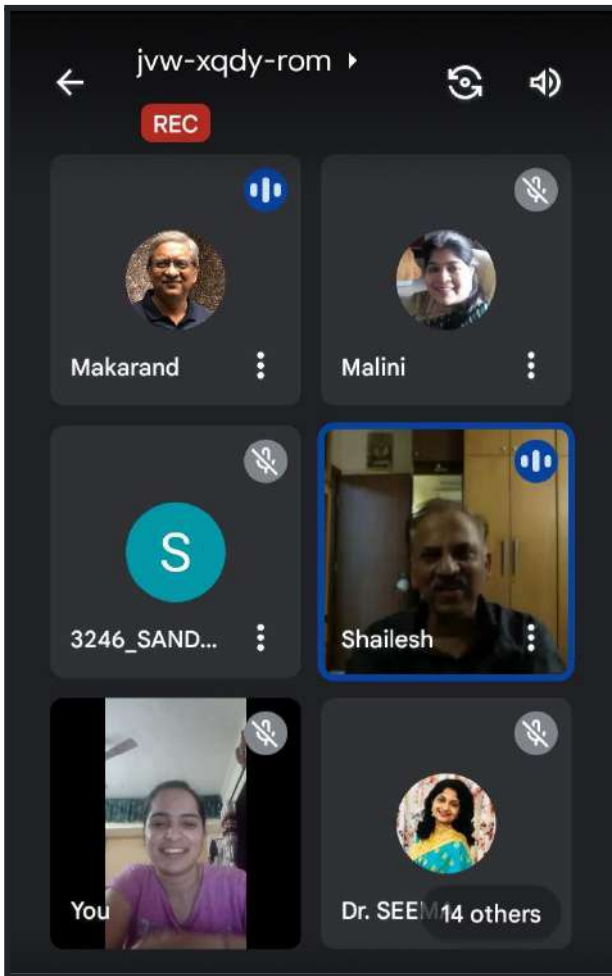 jvw-xqdy-rom
REC
Makarand
Malini
S
3246_SAND...
Shailesh
You
Dr. SEEM
14 others